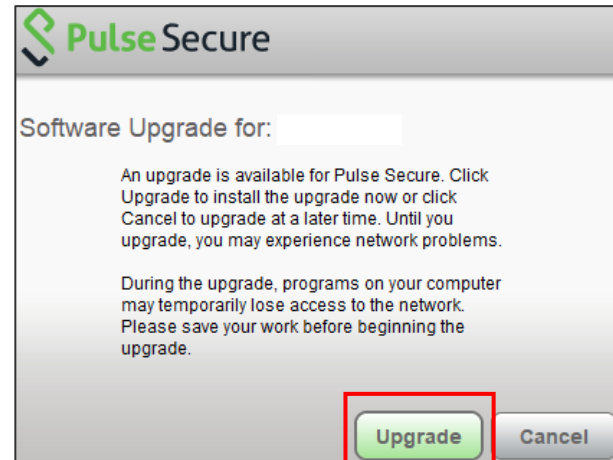 Pulse Secure
Software Upgrade for:
An upgrade is available for Pulse Secure. Click
Upgrade to install the upgrade now or click
Cancel to upgrade at a later time. Until you
upgrade, you may experience network problems.
During the upgrade, programs on your computer
may temporarily lose access to the network.
Please save your work before beginning the
upgrade.
Upgrade Cancel